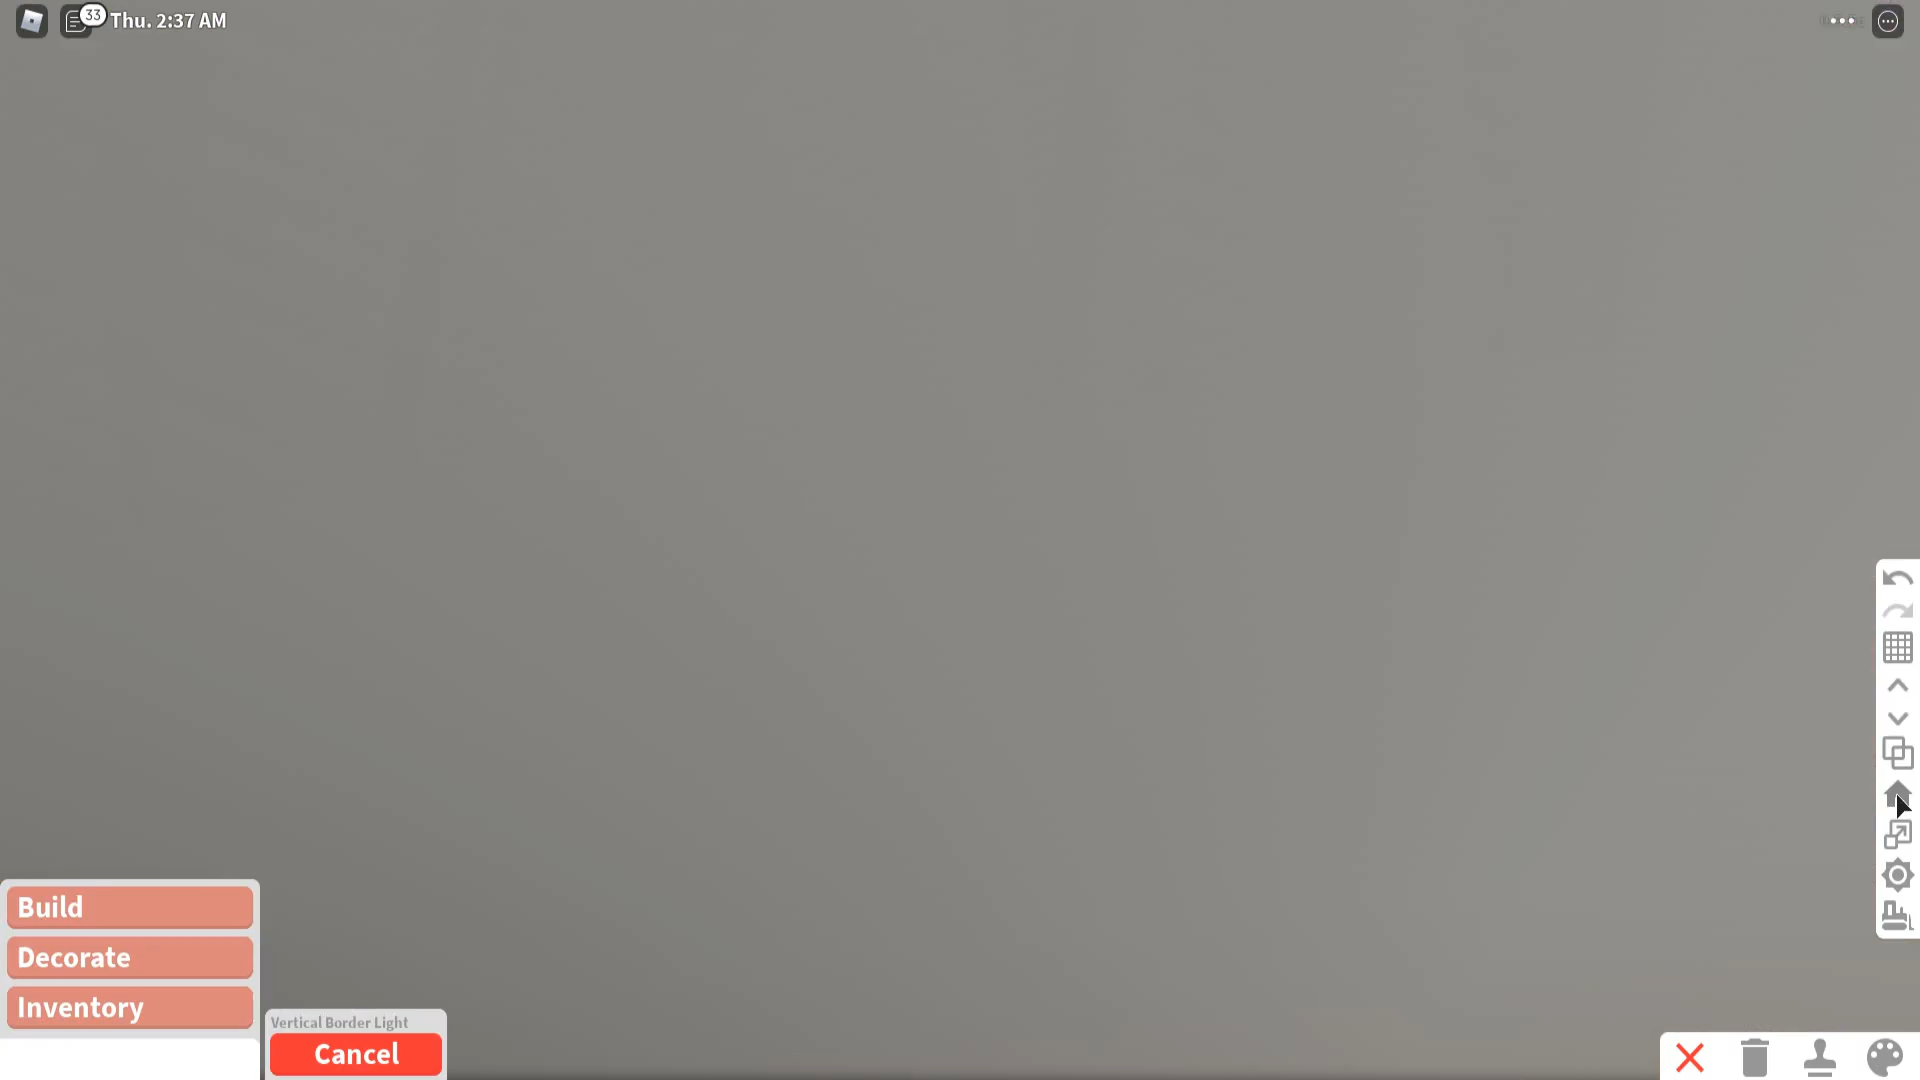 33
Thu. 2:37 AM
Build
Decorate
Inventory
Vertical Border Light
Cancel